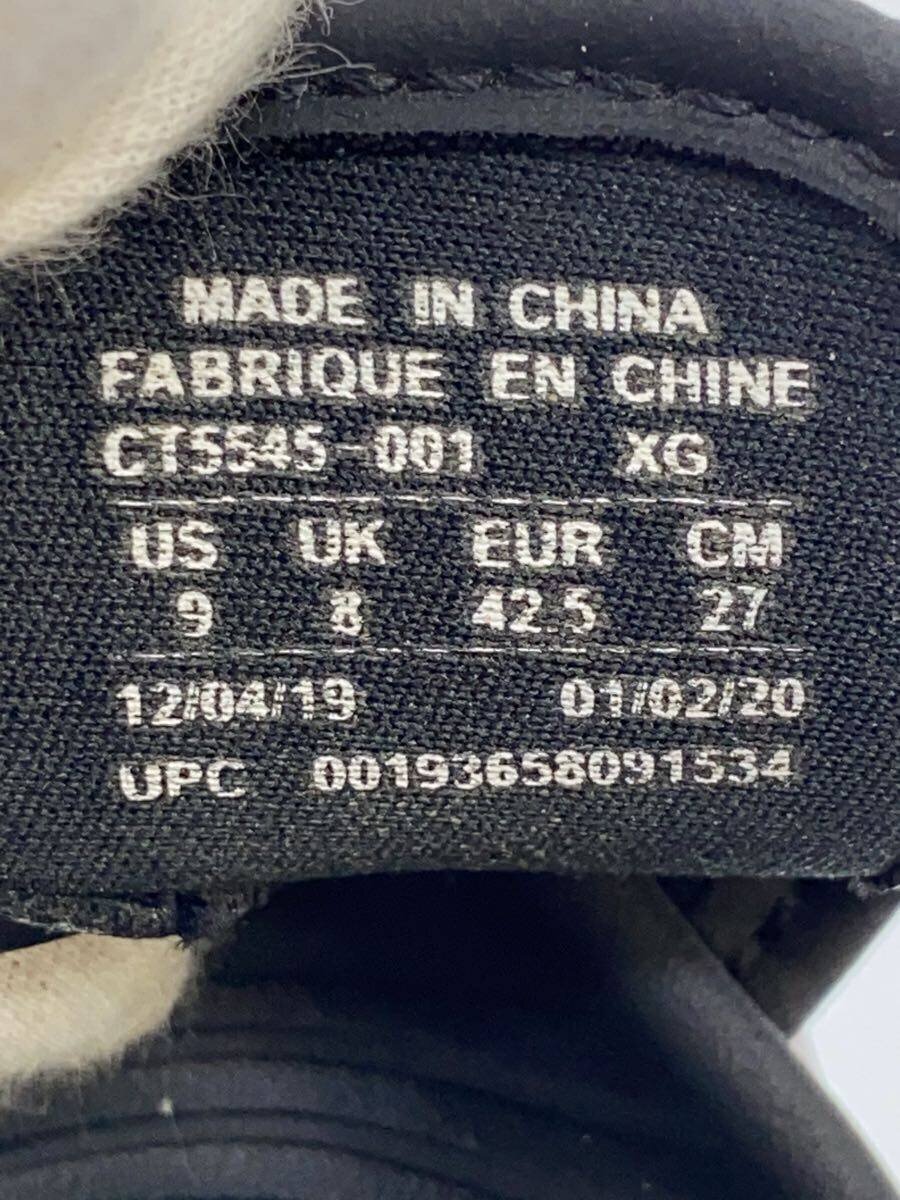 MADE IN CHINA
FABRIQUE EN CHINE
CT5545-001 XG
US UK EUR CM
9 8 42.5 27
12/04/19 01/02/20
UPC 00193658091534